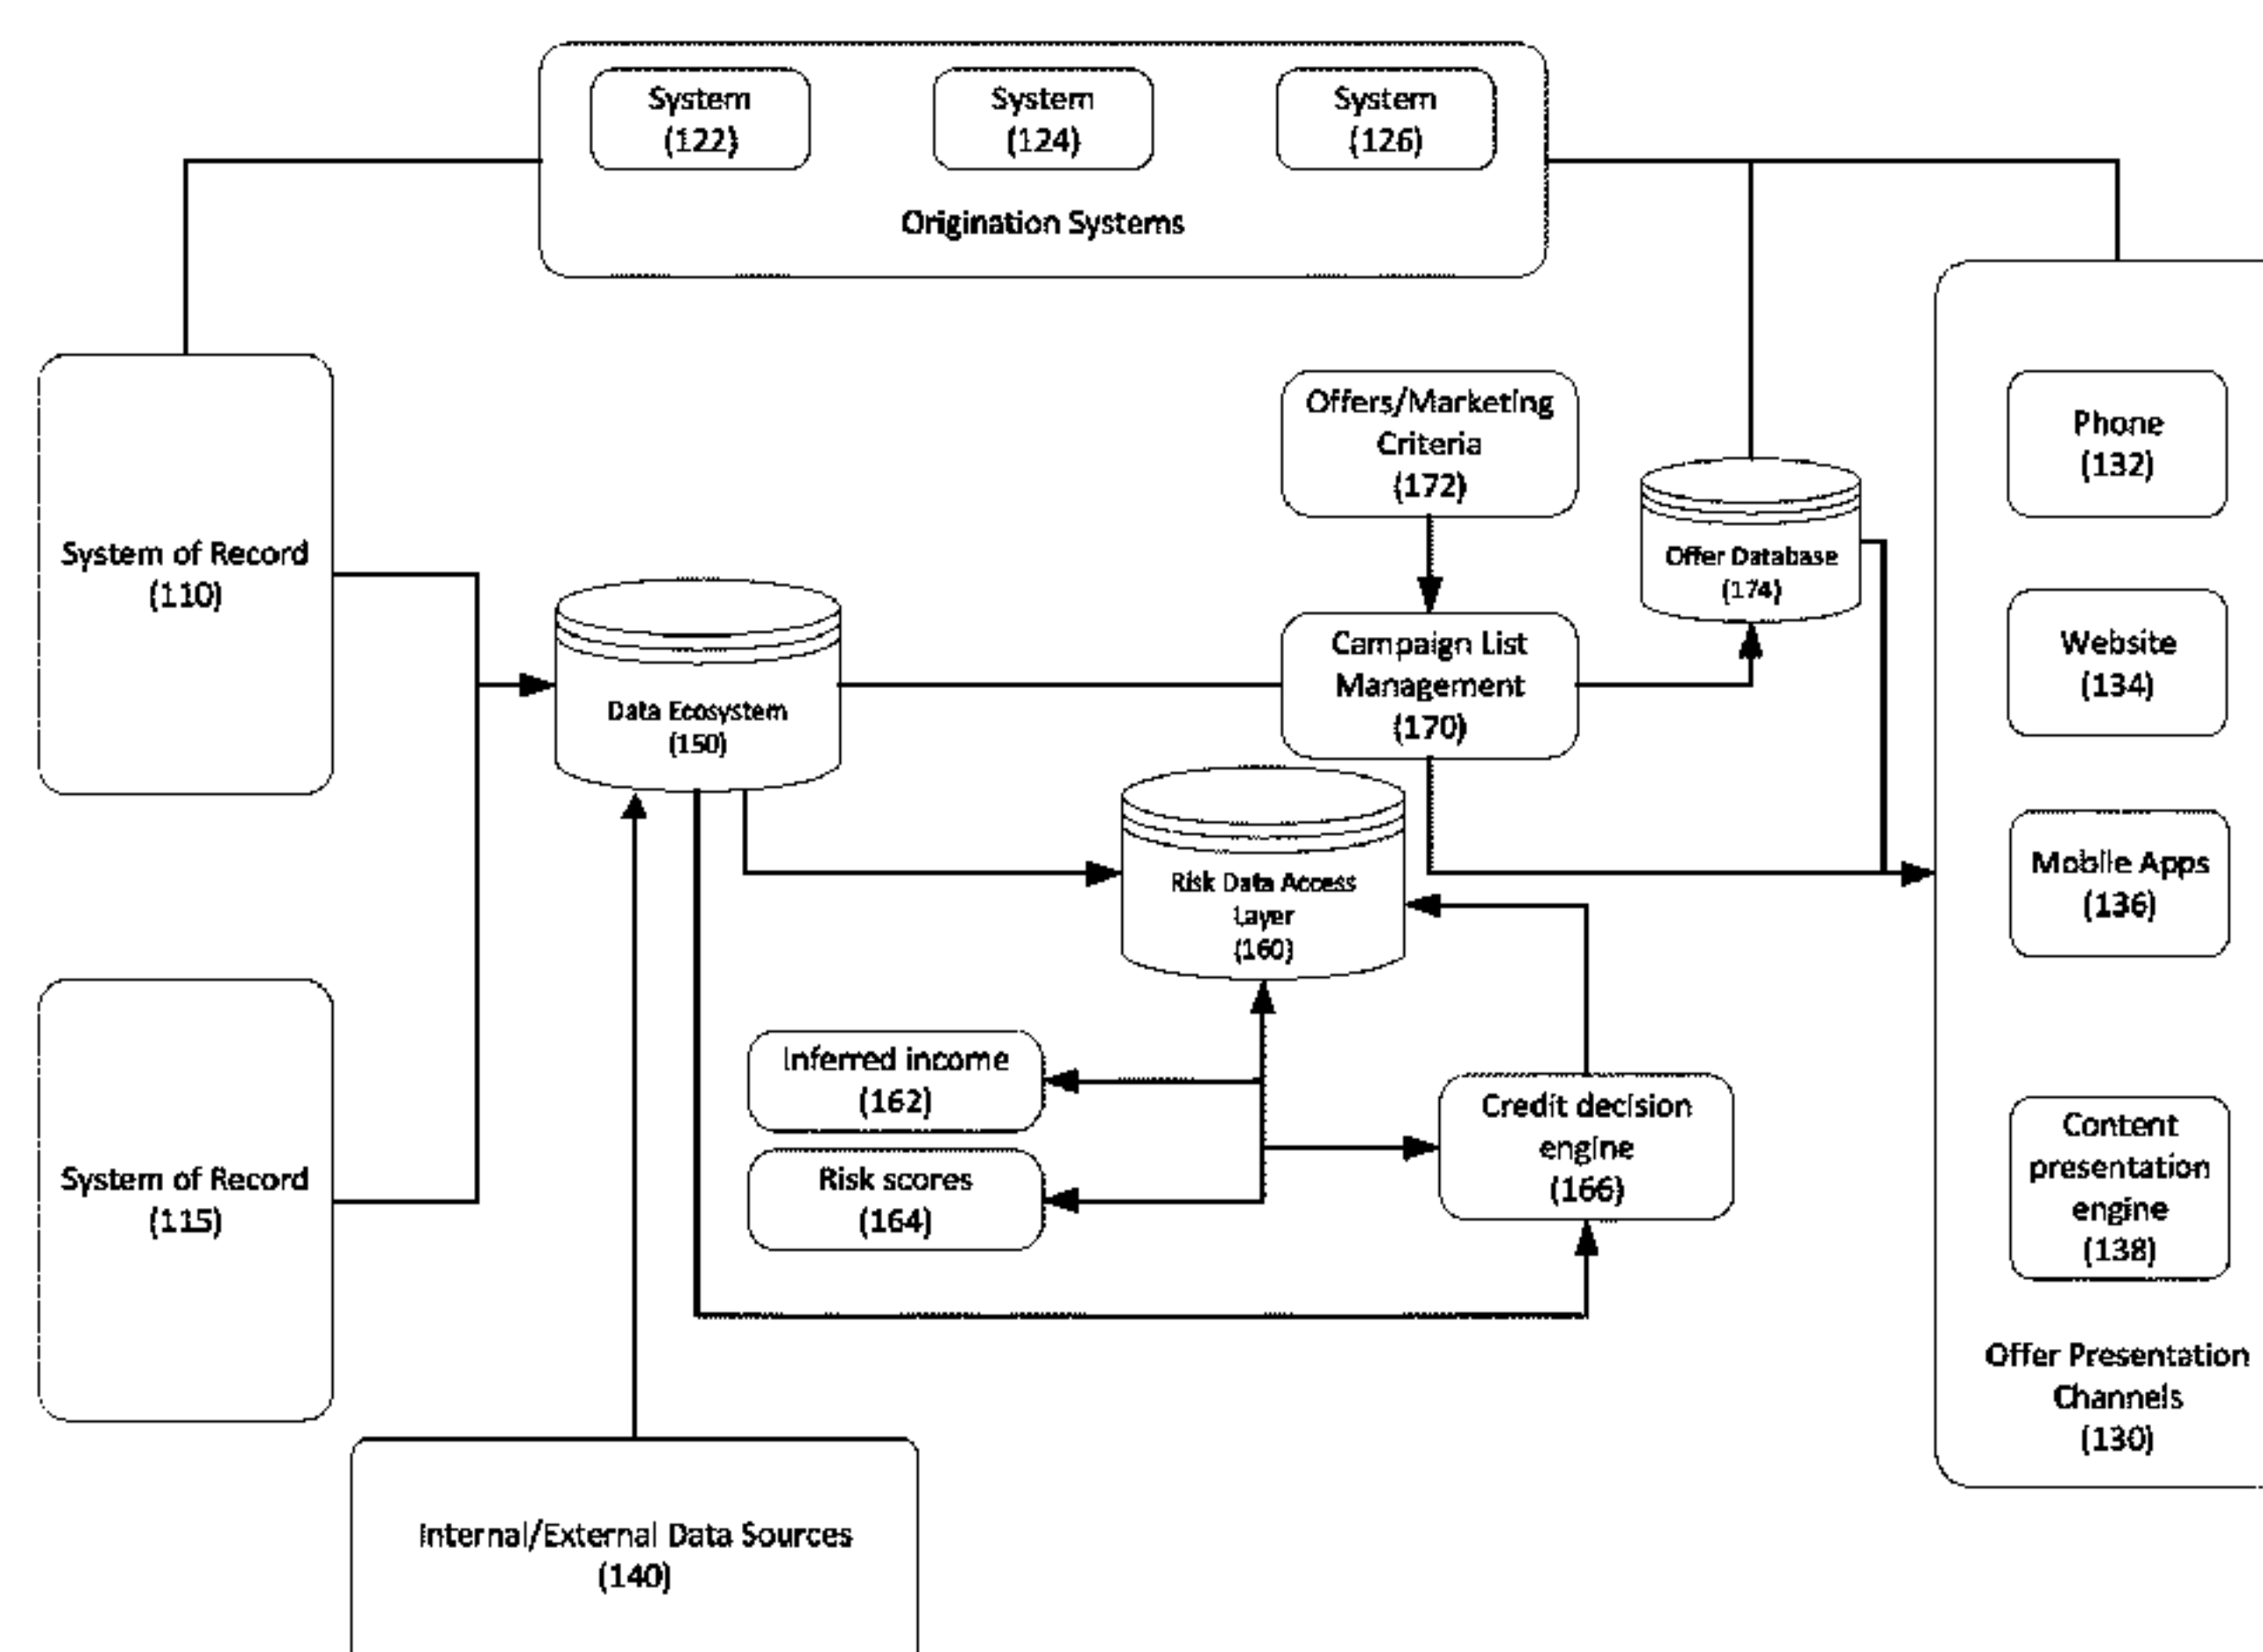 System
(122)
System
(124)
System
(126)
Origination Systems
System of Record
(110)
Offers/Marketing
Criteria
(172)
Phone
(132)
Offer Database
(174)
Data Ecosystem
(150)
Campaign List
Management
(170)
Website
(134)
Risk Data Access
Layer
(160)
Mobile Apps
(136)
System of Record
(115)
Inferred income
(162)
Risk scores
(164)
Credit decision
engine
(166)
Content
presentation
engine
(138)
Offer Presentation
Channels
(130)
Internal/External Data Sources
(140)